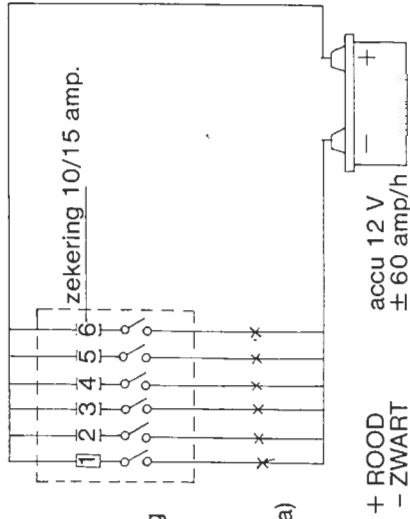 zekering 10/15 amp.
1 2 3 4 5 6
g
a)
+ ROOD
- ZWART
accu 12 V
± 60 amp/h
- +